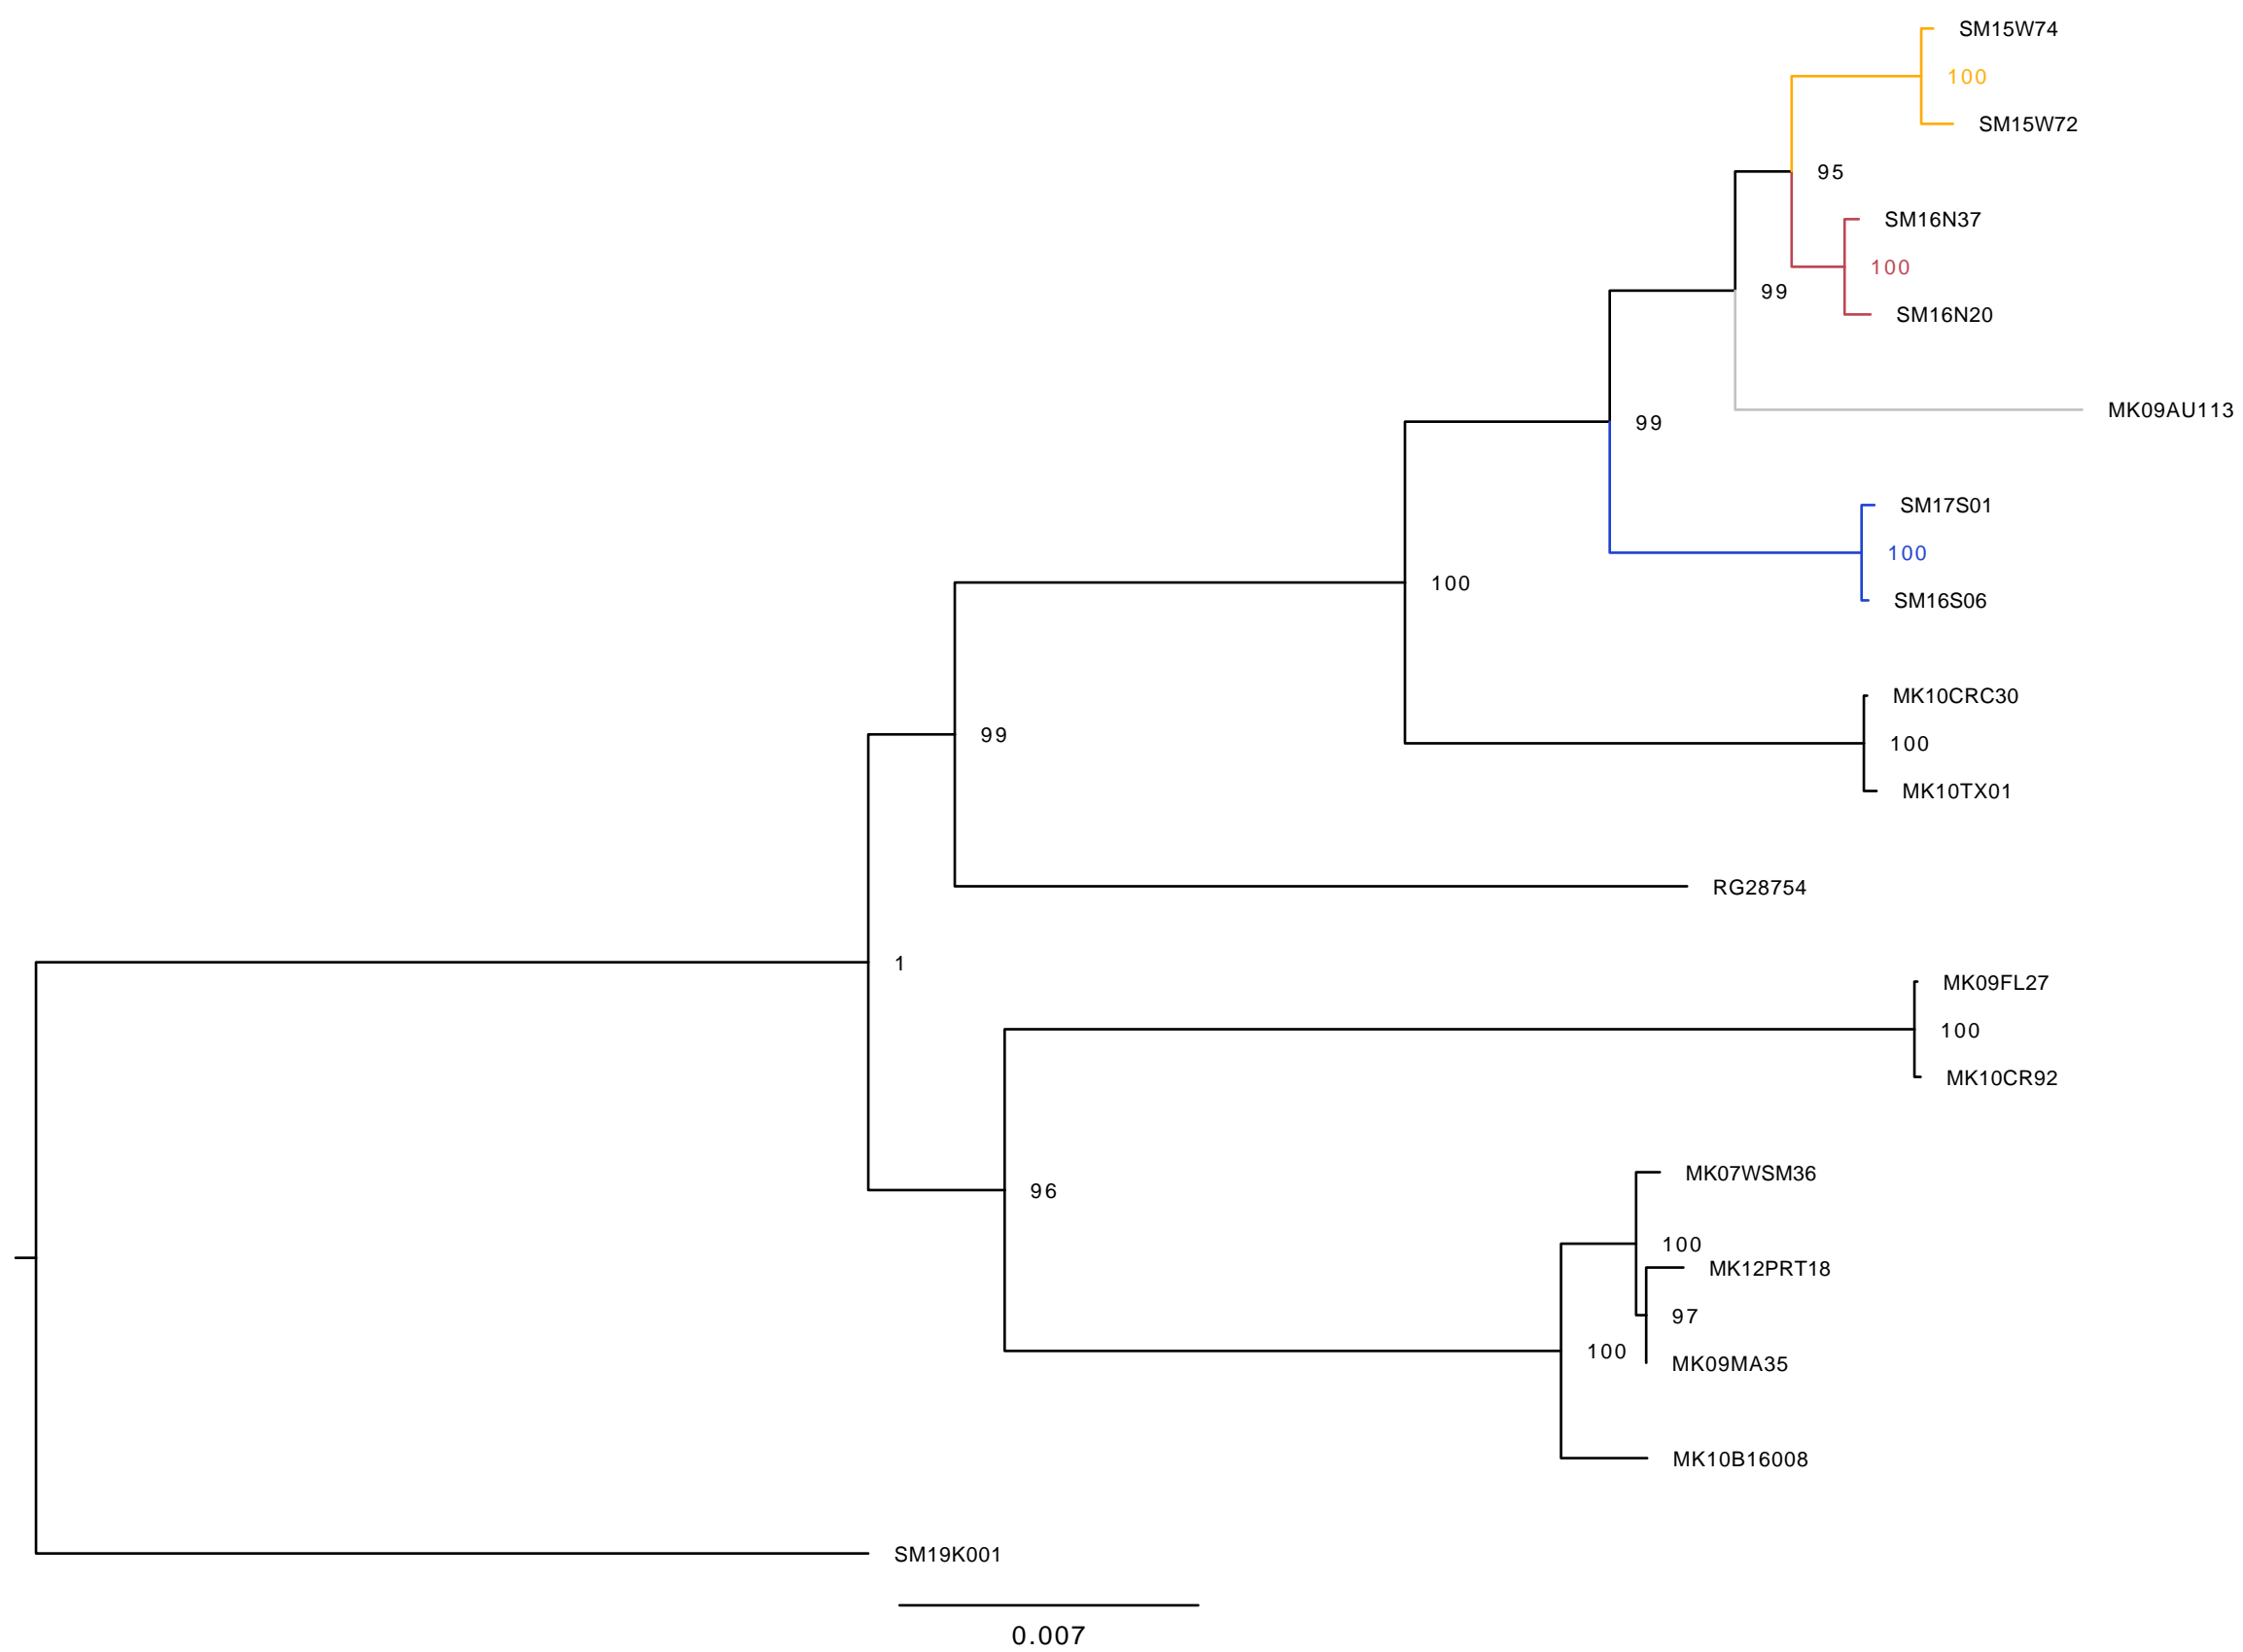 SM15W74
100
SM15W72
95
SM16N37
100
SM16N20
99
MK09AU113
99
SM17S01
100
SM16S06
100
MK10CRC30
99
100
MK10TX01
RG28754
1
MK09FL27
100
MK10CR92
MK07WSM36
96
100
MK12PRT18
97
100
MK09MA35
MK10B16008
SM19K001
0.007